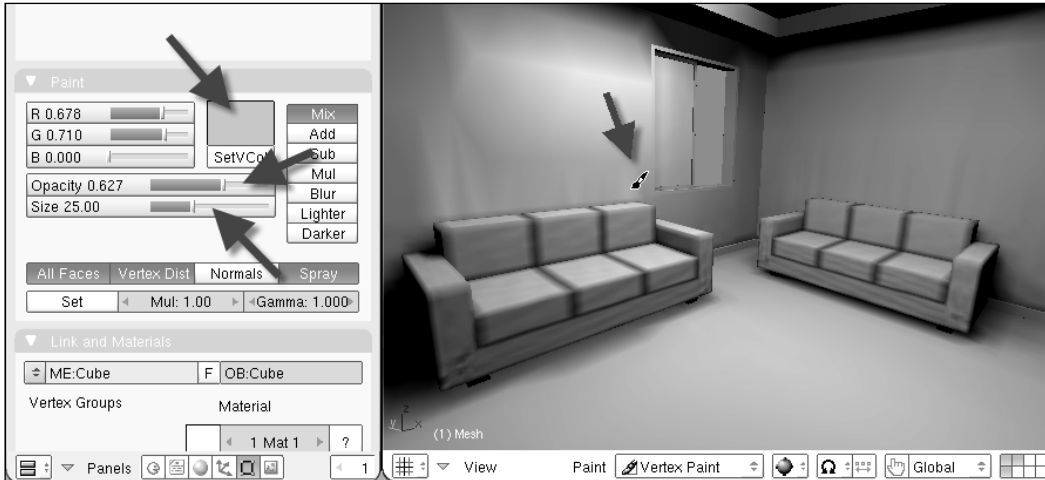 Paint
R 0.678
G 0.710
B 0.000
SetVCol
Opacity 0.627
Size 25.00
Mix
Add
Sub
Mul
Blur
Lighter
Darker
All Faces Vertex Dist Normals Spray
Set Mul: 1.00 Gamma: 1.000
Link and Materials
ME:Cube F OB:Cube
Vertex Groups Material
1 Mat 1 ?
Panels 1
z
y x
(1) Mesh
View Paint Vertex Paint Global